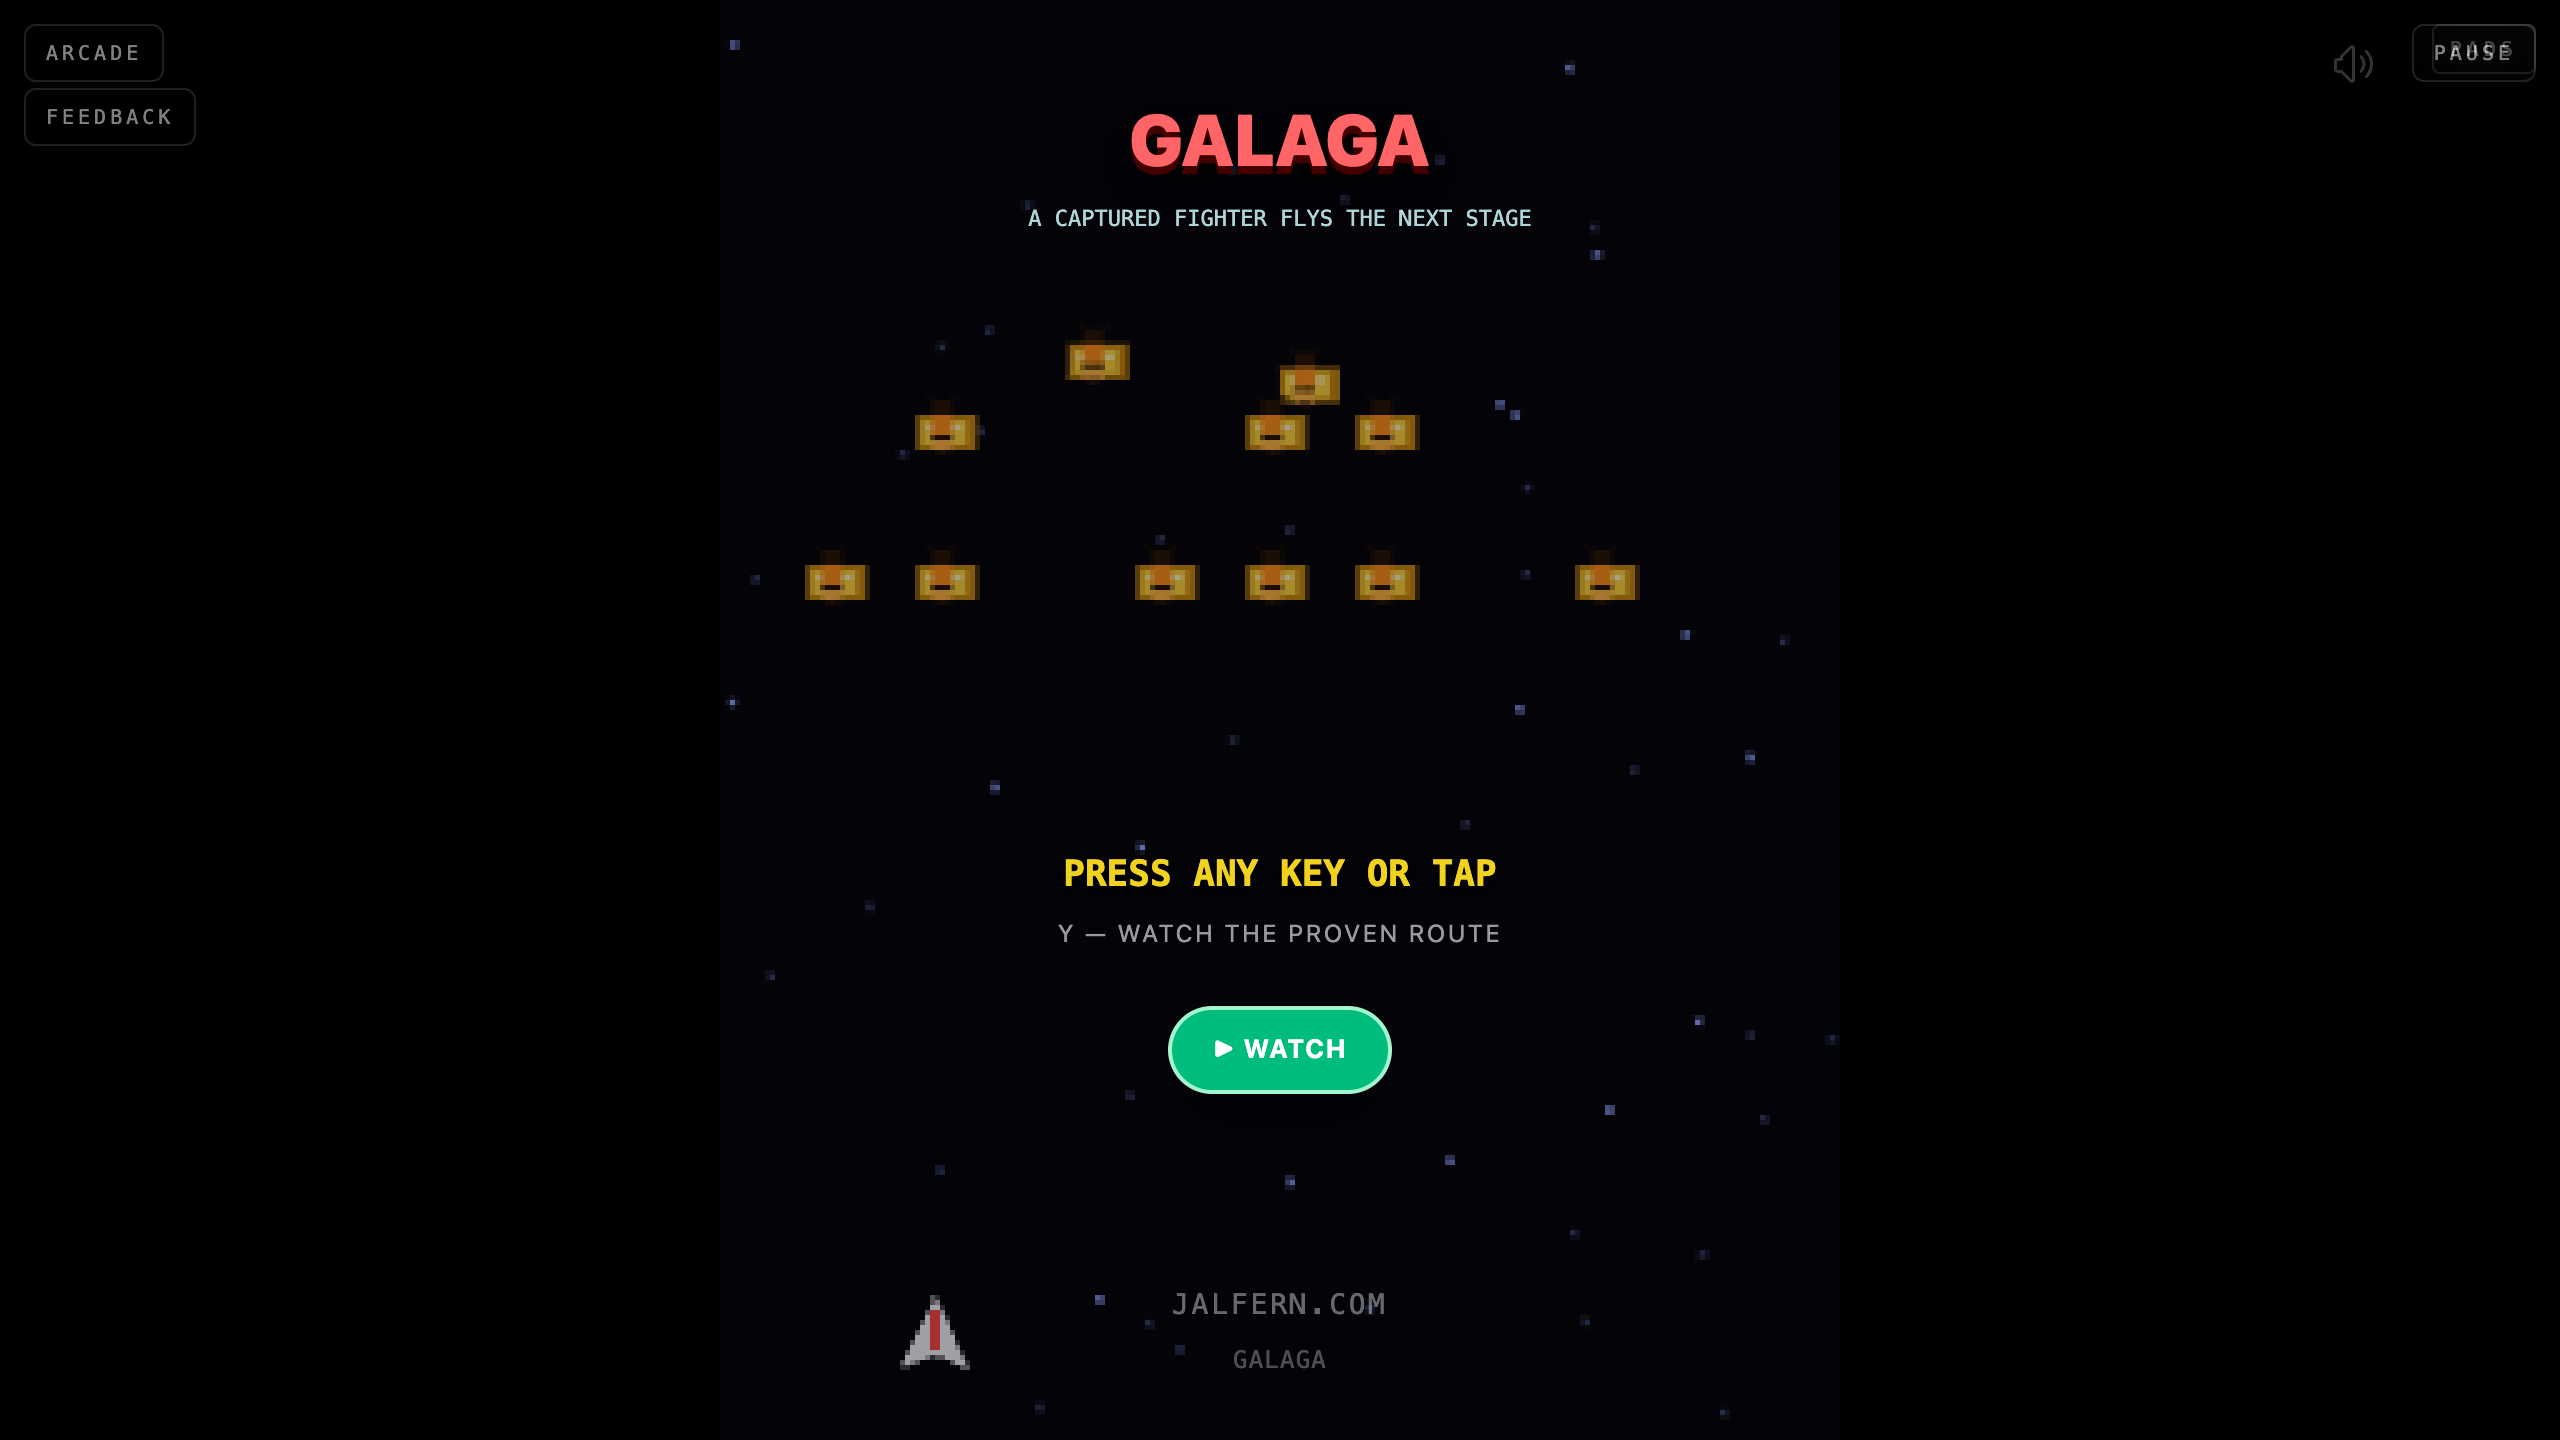 ARCADE
PAUSE
FEEDBACK
GALAGA
A CAPTURED FIGHTER FLYS THE NEXT STAGE
PRESS ANY KEY OR TAP
Y — WATCH THE PROVEN ROUTE
WATCH
JALFERN.COM
GALAGA